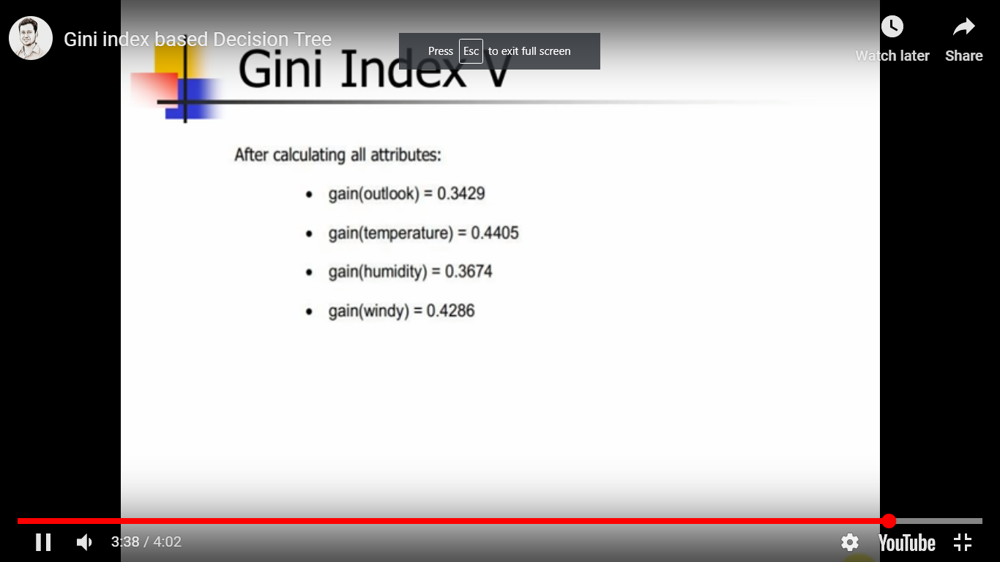 Gini index based Decision Tree
Press Esc to exit full screen
Watch later
Share
Gini Index V
After calculating all attributes:
• gain(outlook) = 0.3429
• gain(temperature) = 0.4405
• gain(humidity) = 0.3674
• gain(windy) = 0.4286
3:38 / 4:02
YouTube